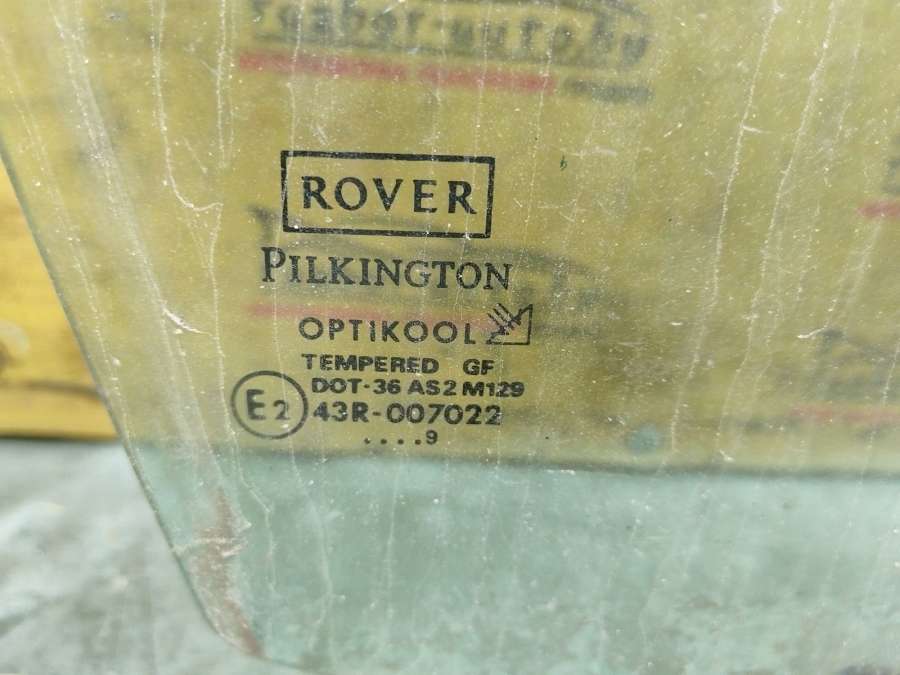 ROVER
PILKINGTON
OPTIKOOL
TEMPERED GF
DOT-36 AS2 M129
E2 43R-007022
....9